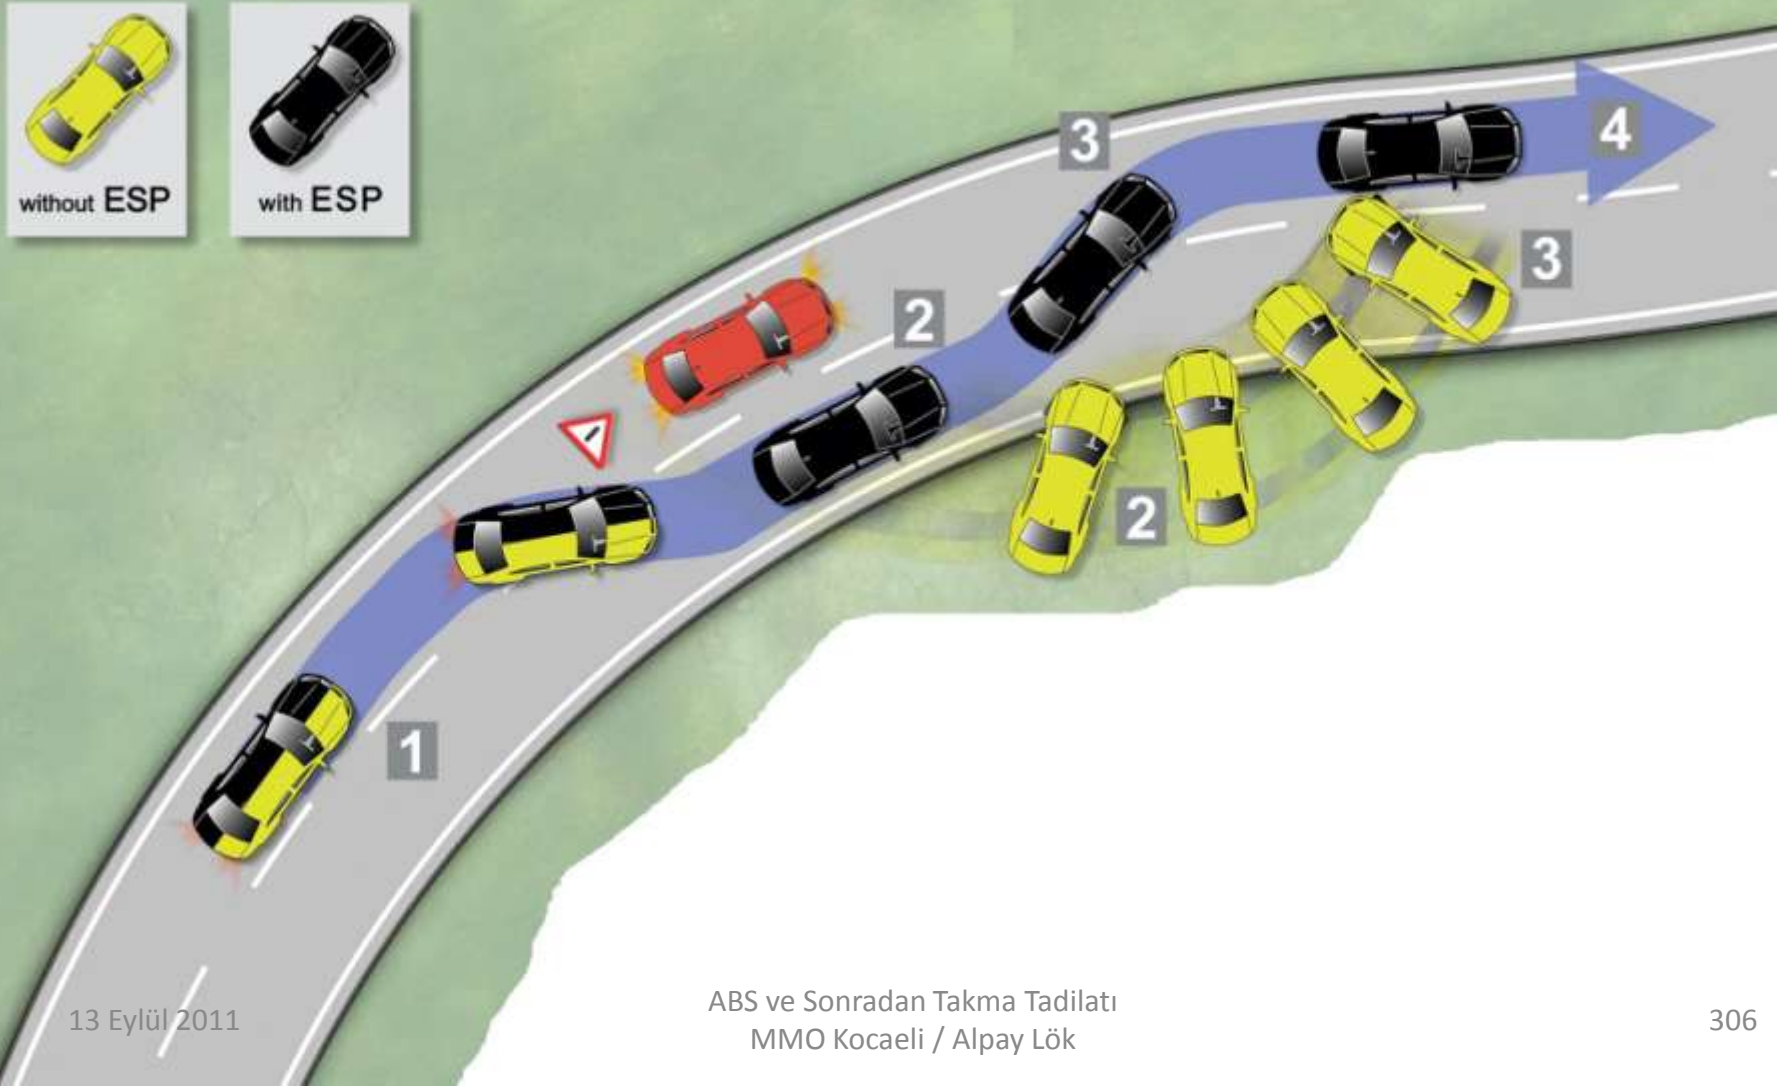 without ESP
with ESP
3
4
3
2
2
1
13 Eylül 2011
ABS ve Sonradan Takma Tadilatı
MMO Kocaeli / Alpay Lök
306